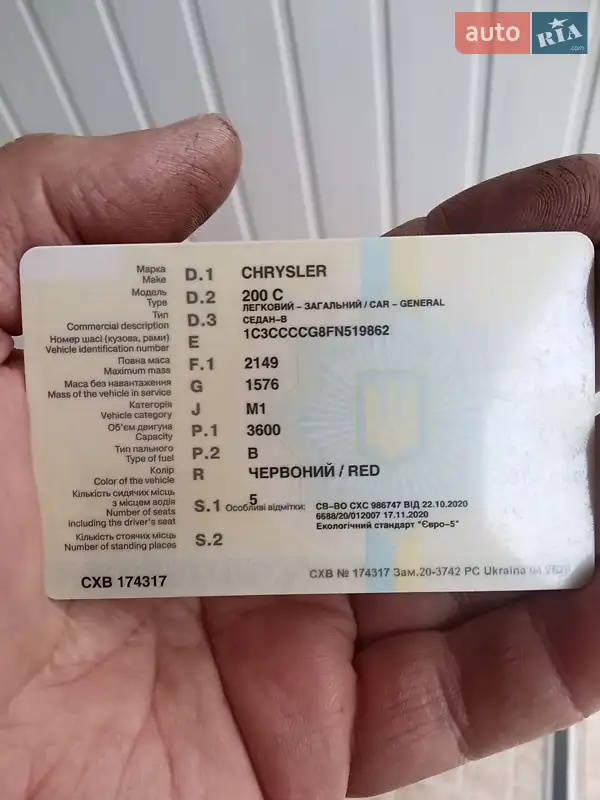 auto RIA .com
Марка
Make D.1 CHRYSLER
Модель
Type D.2 200 C
ЛЕГКОВИЙ – ЗАГАЛЬНИЙ / CAR – GENERAL
Тип
Commercial description D.3 СЕДАН-В
Номер шасі (кузова, рами)
Vehicle identification number E 1C3CCCCG8FN519862
Повна маса
Maximum mass F.1 2149
Маса без навантаження
Mass of the vehicle in service G 1576
Категорія
Vehicle category J M1
Об'єм двигуна
Capacity P.1 3600
Тип пального
Type of fuel P.2 B
Колір
Color of the vehicle R ЧЕРВОНИЙ / RED
Кількість сидячих місць
з місцем водія
Number of seats
including the driver's seat S.1 5
Особливі відмітки: СВ-ВО СХС 986747 ВІД 22.10.2020
6688/20/012007 17.11.2020
Екологічний стандарт "Євро-5"
Кількість стоячих місць
Number of standing places S.2
СХВ 174317
СХВ № 174317 Зам.20-3742 РС Ukraina